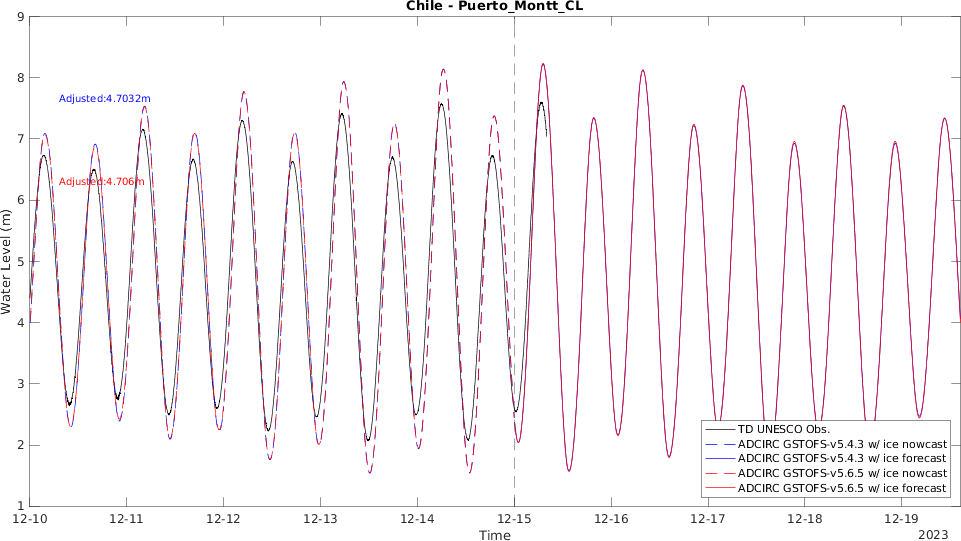 Chile - Puerto_Montt_CL
9
8
7
6
5
4
3
2
1
Water Level (m)
Adjusted:4.7032m
Adjusted:4.706m
TD UNESCO Obs.
ADCIRC GSTOFS-v5.4.3 w/ ice nowcast
ADCIRC GSTOFS-v5.4.3 w/ ice forecast
ADCIRC GSTOFS-v5.6.5 w/ ice nowcast
ADCIRC GSTOFS-v5.6.5 w/ ice forecast
12-10 12-11 12-12 12-13 12-14 12-15 12-16 12-17 12-18 12-19
Time
2023